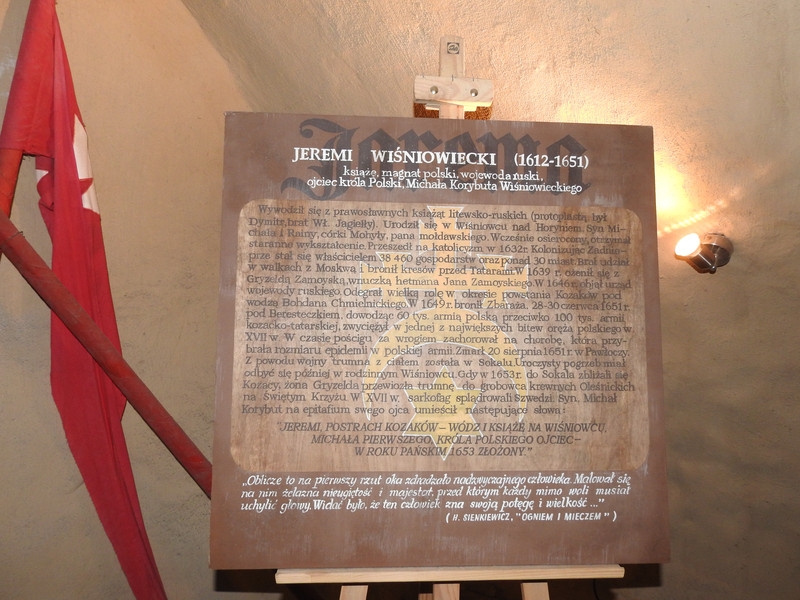 Jarema
JEREMI WIŚNIOWIECKI (1612-1651)
książę, magnat polski, wojewoda ruski,
ojciec króla Polski, Michała Korybuta Wiśniowieckiego
Wywodził się z prawosławnych książąt litewsko-ruskich (protoplastą był
Dymitr, brat Wł. Jagiełły). Urodził się w Wiśniowcu nad Horyniem. Syn Mi-
chała i Rainy, córki Mohyły, pana mołdawskiego. Wcześnie osierocony, otrzymał
staranne wykształcenie. Przeszedł na katolicyzm w 1632r. Kolonizując Zadnie-
prze stał się właścicielem 38 460 gospodarstw oraz ponad 30 miast. Brał udział
w walkach z Moskwą i bronił kresów przed Tatarami. W 1639 r. ożenił się z
Gryzeldą Zamoyską, wnuczką hetmana Jana Zamoyskiego. W 1646r. objął urząd
wojewody ruskiego. Odegrał wielką rolę w okresie powstania Kozaków pod
wodzą Bohdana Chmielnickiego. W 1649r. bronił Zbaraża. 28-30 czerwca 1651r.
pod Beresteczkiem, dowodząc 60 tys. armią polską przeciwko 100 tys. armii
kozacko-tatarskiej, zwyciężył w jednej z największych bitew oręża polskiego w
XVII w. W czasie pościgu za wrogiem zachorował na chorobę, która przy-
brała rozmiary epidemii w polskiej armii. Zmarł 20 sierpnia 1651 r. w Pawłoczy.
Z powodu wojny trumna z ciałem została w Sokalu. Uroczysty pogrzeb miał
odbyć się później w rodzinnym Wiśniowcu. Gdy w 1653r. do Sokala zbliżali się
Kozacy, żona Gryzelda przewiozła trumnę do grobowca krewnych Oleśnickich
na Świętym Krzyżu. W XVII w. sarkofag splądrowali Szwedzi. Syn, Michał
Korybut na epitafium swego ojca umieścił następujące słowa:
"JEREMI, POSTRACH KOZAKÓW – WÓDZ I KSIĄŻĘ NA WIŚNIOWCU,
MICHAŁA PIERWSZEGO, KRÓLA POLSKIEGO OJCIEC –
W ROKU PAŃSKIM 1653 ZŁOŻONY."
„Oblicze to na pierwszy rzut oka zdradzało nadzwyczajnego człowieka. Malował się
na nim żelazna nieugiętość i majestat, przed którym każdy mimo woli musiał
uchylić głowy. Widać było, że ten człowiek zna swoją potęgę i wielkość ..."
( H. SIENKIEWICZ, "OGNIEM I MIECZEM" )